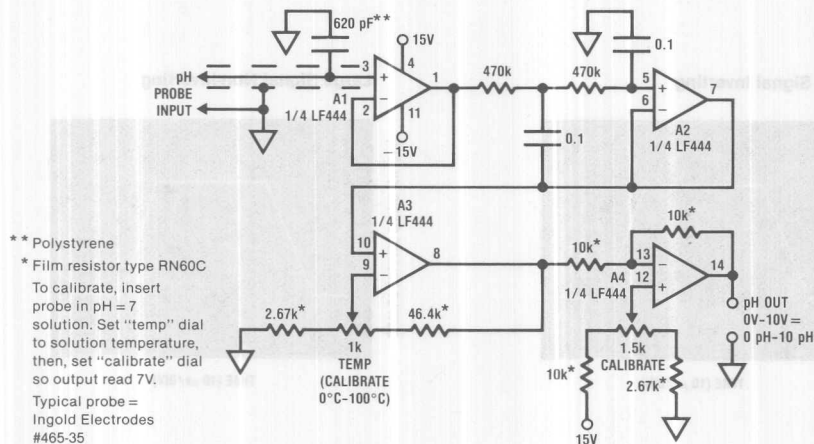 620 pF**
15V
3
4
pH
PROBE
INPUT
+
−
1
2
A1
1/4 LF444
11
−15V
470k
470k
0.1
0.1
5
6
+
−
7
A2
1/4 LF444
A3
1/4 LF444
10
9
+
−
8
10k*
10k*
A4
1/4 LF444
13
12
−
+
14
pH OUT
0V–10V =
0 pH–10 pH
2.67k*
46.4k*
1k
TEMP
(CALIBRATE
0°C–100°C)
1.5k
CALIBRATE
10k*
2.67k*
15V
** Polystyrene
* Film resistor type RN60C
To calibrate, insert
probe in pH = 7
solution. Set "temp" dial
to solution temperature,
then, set "calibrate" dial
so output read 7V.
Typical probe =
Ingold Electrodes
#465-35
Signal Inverting